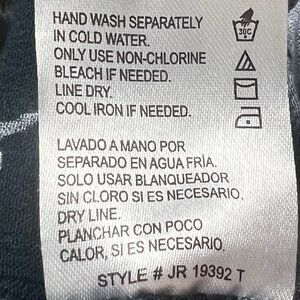 HAND WASH SEPARATELY
IN COLD WATER.
ONLY USE NON-CHLORINE
BLEACH IF NEEDED.
LINE DRY.
COOL IRON IF NEEDED.
30C
LAVADO A MANO POR
SEPARADO EN AGUA FRÍA.
SOLO USAR BLANQUEADOR
SIN CLORO SI ES NECESARIO.
DRY LINE.
PLANCHAR CON POCO
CALOR, SI ES NECESARIO.
STYLE # JR 19392 T